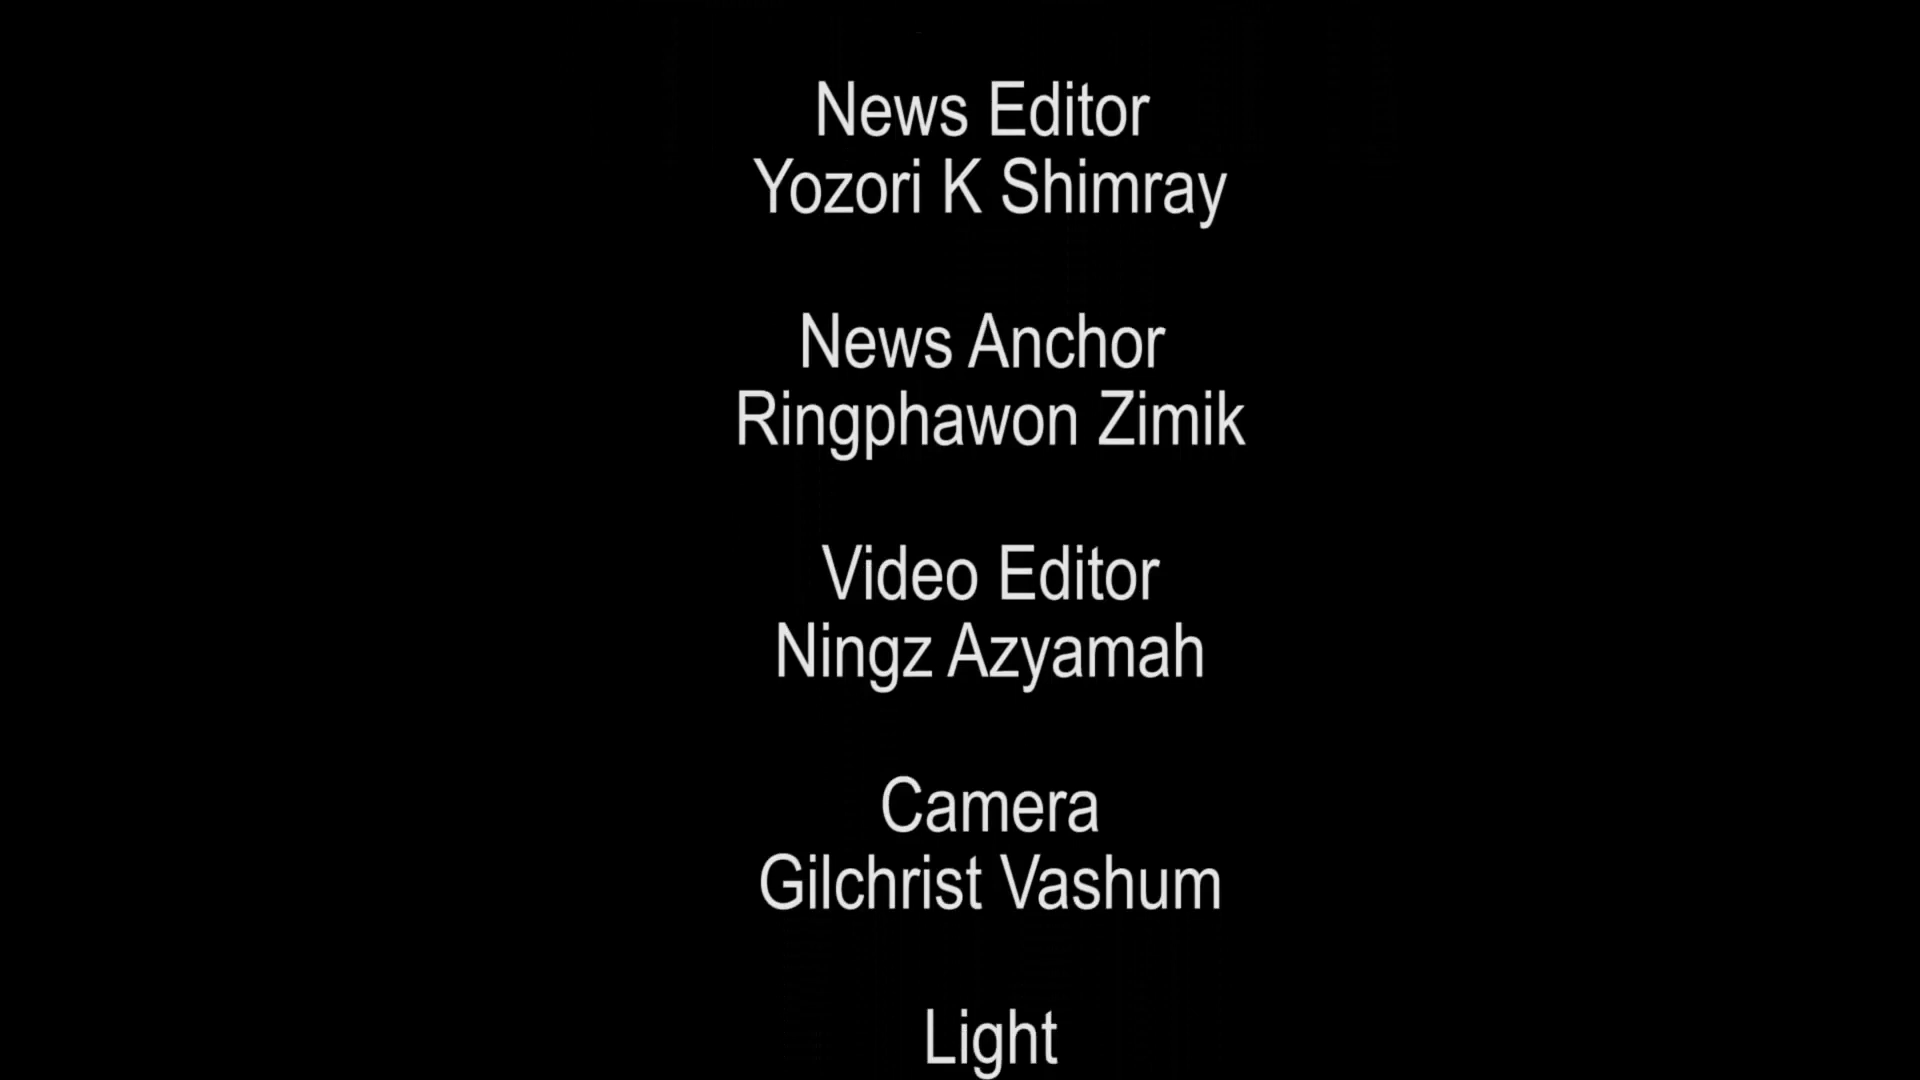 News Editor
Yozori K Shimray
News Anchor
Ringphawon Zimik
Video Editor
Ningz Azyamah
Camera
Gilchrist Vashum
Light